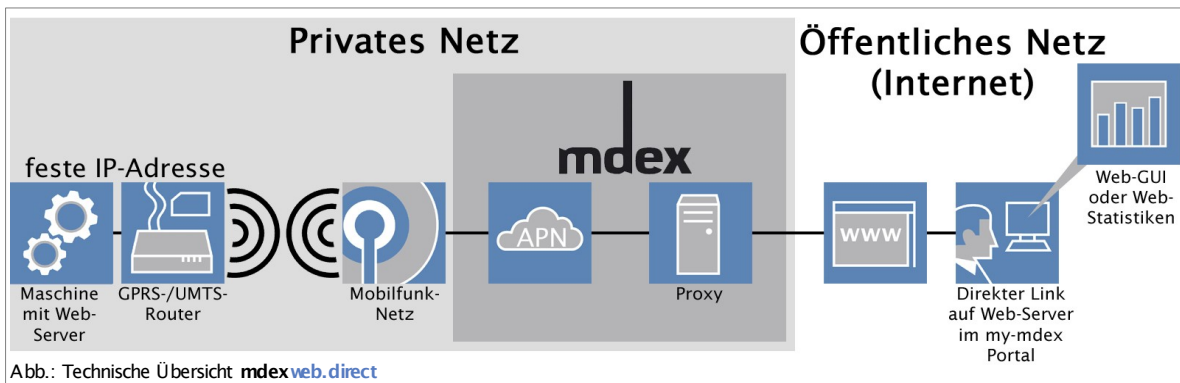 Privates Netz
Öffentliches Netz
(Internet)
mdex
feste IP-Adresse
Maschine
mit Web-
Server
GPRS-/UMTS-
Router
Mobilfunk-
Netz
APN
Proxy
www
Direkter Link
auf Web-Server
im my-mdex
Portal
Web-GUI
oder Web-
Statistiken
Abb.: Technische Übersicht mdexweb.direct